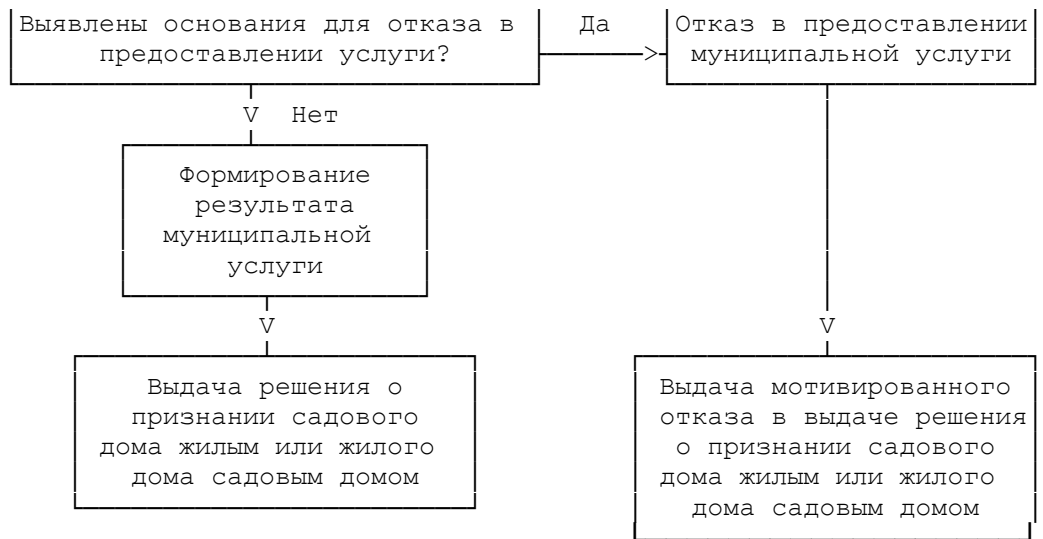 Выявлены основания для отказа в
предоставлении услуги?
Да
>
Отказ в предоставлении
муниципальной услуги
V Нет
Формирование
результата
муниципальной
услуги
V
Выдача решения о
признании садового
дома жилым или жилого
дома садовым домом
V
Выдача мотивированного
отказа в выдаче решения
о признании садового
дома жилым или жилого
дома садовым домом